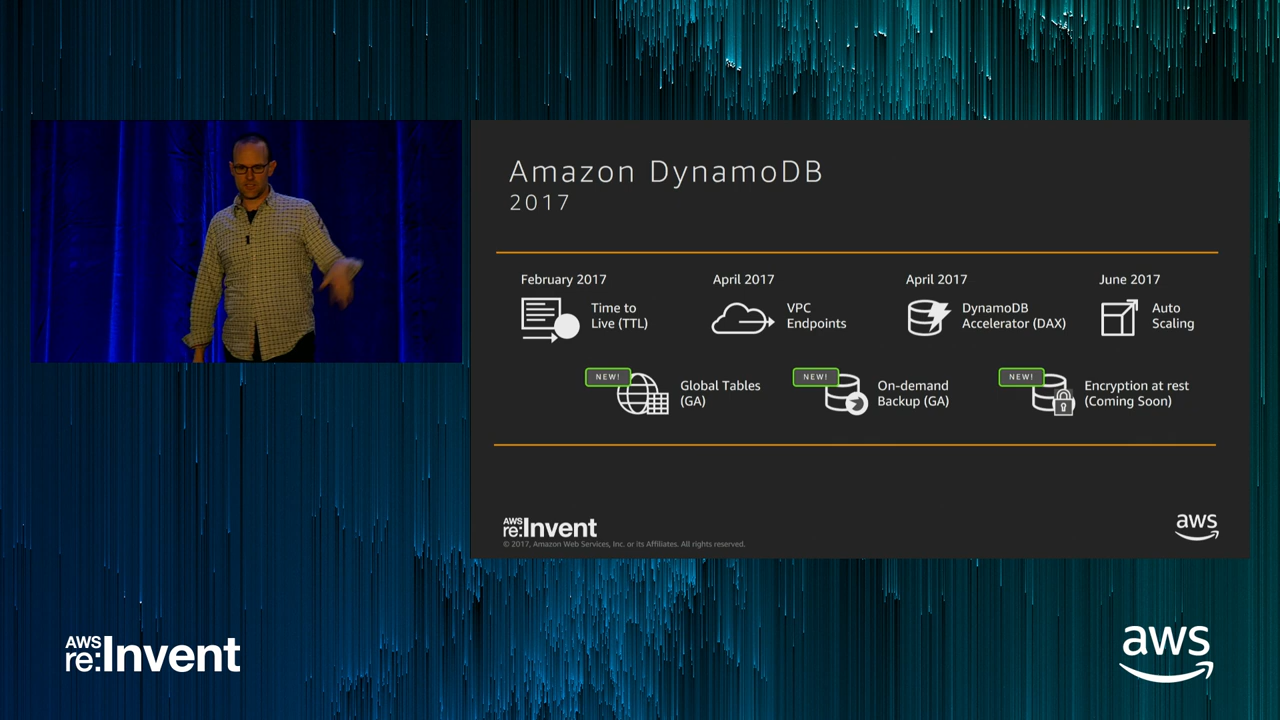 Amazon DynamoDB
2017
February 2017
Time to
Live (TTL)
April 2017
VPC
Endpoints
April 2017
DynamoDB
Accelerator (DAX)
June 2017
Auto
Scaling
NEW!
Global Tables
(GA)
NEW!
On-demand
Backup (GA)
NEW!
Encryption at rest
(Coming Soon)
AWS
re:Invent
© 2017, Amazon Web Services, Inc. or its Affiliates. All rights reserved.
aws
AWS
re:Invent
aws